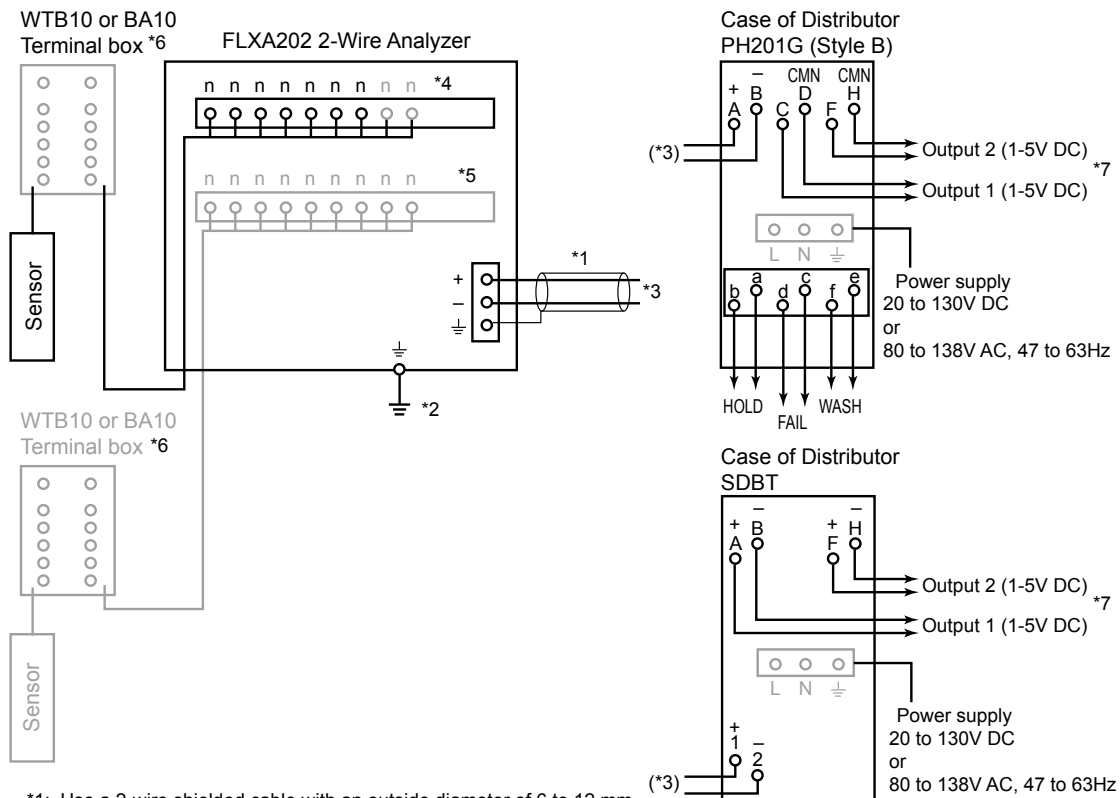 WTB10 or BA10
Terminal box *6
FLXA202 2-Wire Analyzer
n n n n n n n n n *4
n n n n n n n n n *5
Sensor
+
–
*1
*3
*2
WTB10 or BA10
Terminal box *6
Sensor
Case of Distributor
PH201G (Style B)
– CMN CMN
+ B D H
A C F
(*3)
Output 2 (1-5V DC)
*7
Output 1 (1-5V DC)
L N
a c e
b d f
Power supply
20 to 130V DC
or
80 to 138V AC, 47 to 63Hz
HOLD FAIL WASH
Case of Distributor
SDBT
– –
+ B + H
A F
Output 2 (1-5V DC)
*7
Output 1 (1-5V DC)
L N
Power supply
20 to 130V DC
or
80 to 138V AC, 47 to 63Hz
+
1 –
2
(*3)
*1: Use a 2-wire shielded cable with an outside diameter of 6 to 12 mm